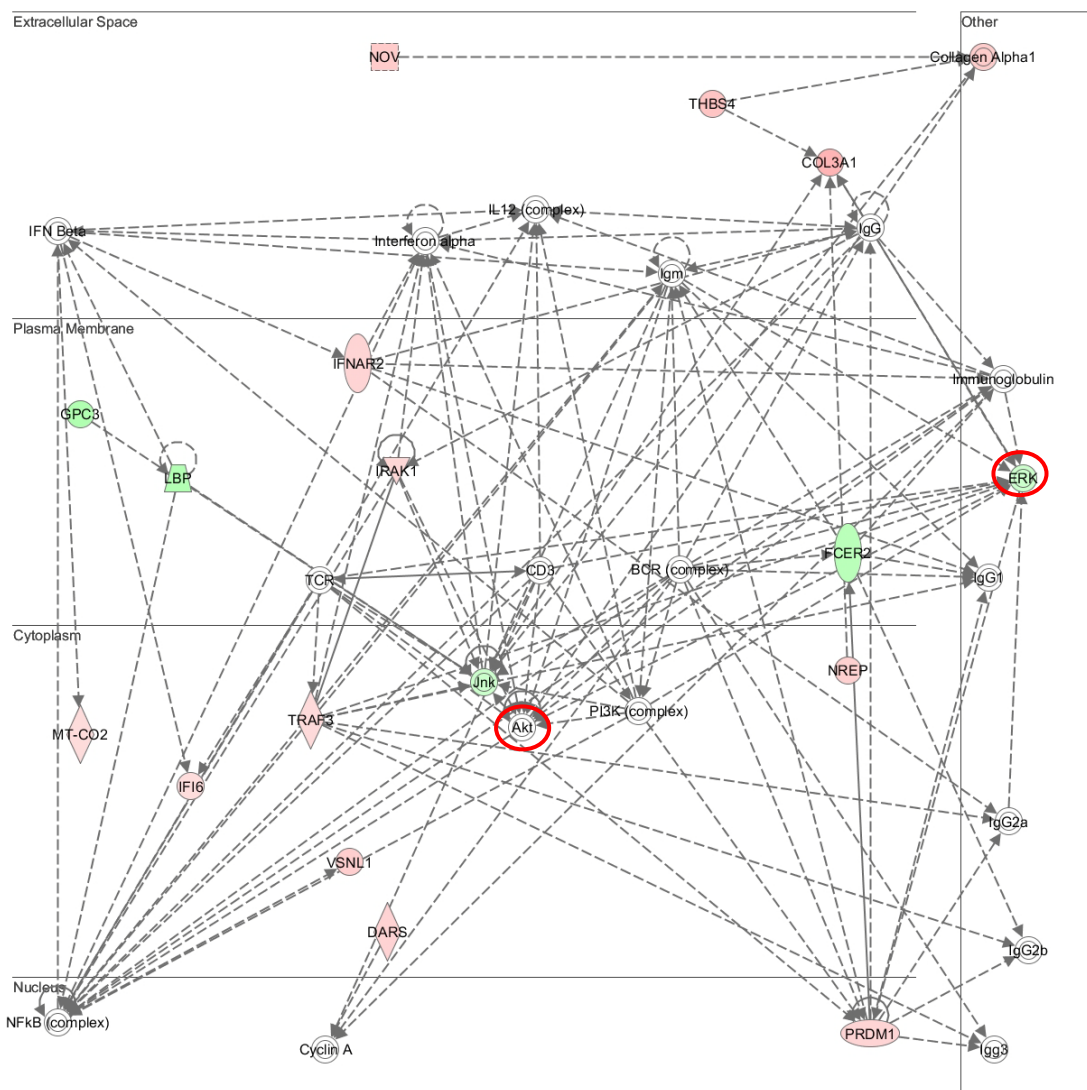 Extracellular Space
Other
NOV
Collagen Alpha1
THBS4
COL3A1
IL12 (complex)
IFN Beta
Interferon alpha
IgG
Igm
Plasma Membrane
IFNAR2
Immunoglobulin
GPC3
LBP
IRAK1
ERK
FCER2
TCR
CD3
BCR (complex)
IgG1
Cytoplasm
NREP
Jnk
PI3K (complex)
TRAF3
Akt
MT-CO2
IFI6
IgG2a
VSNL1
DARS
IgG2b
Nucleus
NFkB (complex)
PRDM1
Cyclin A
Igg3